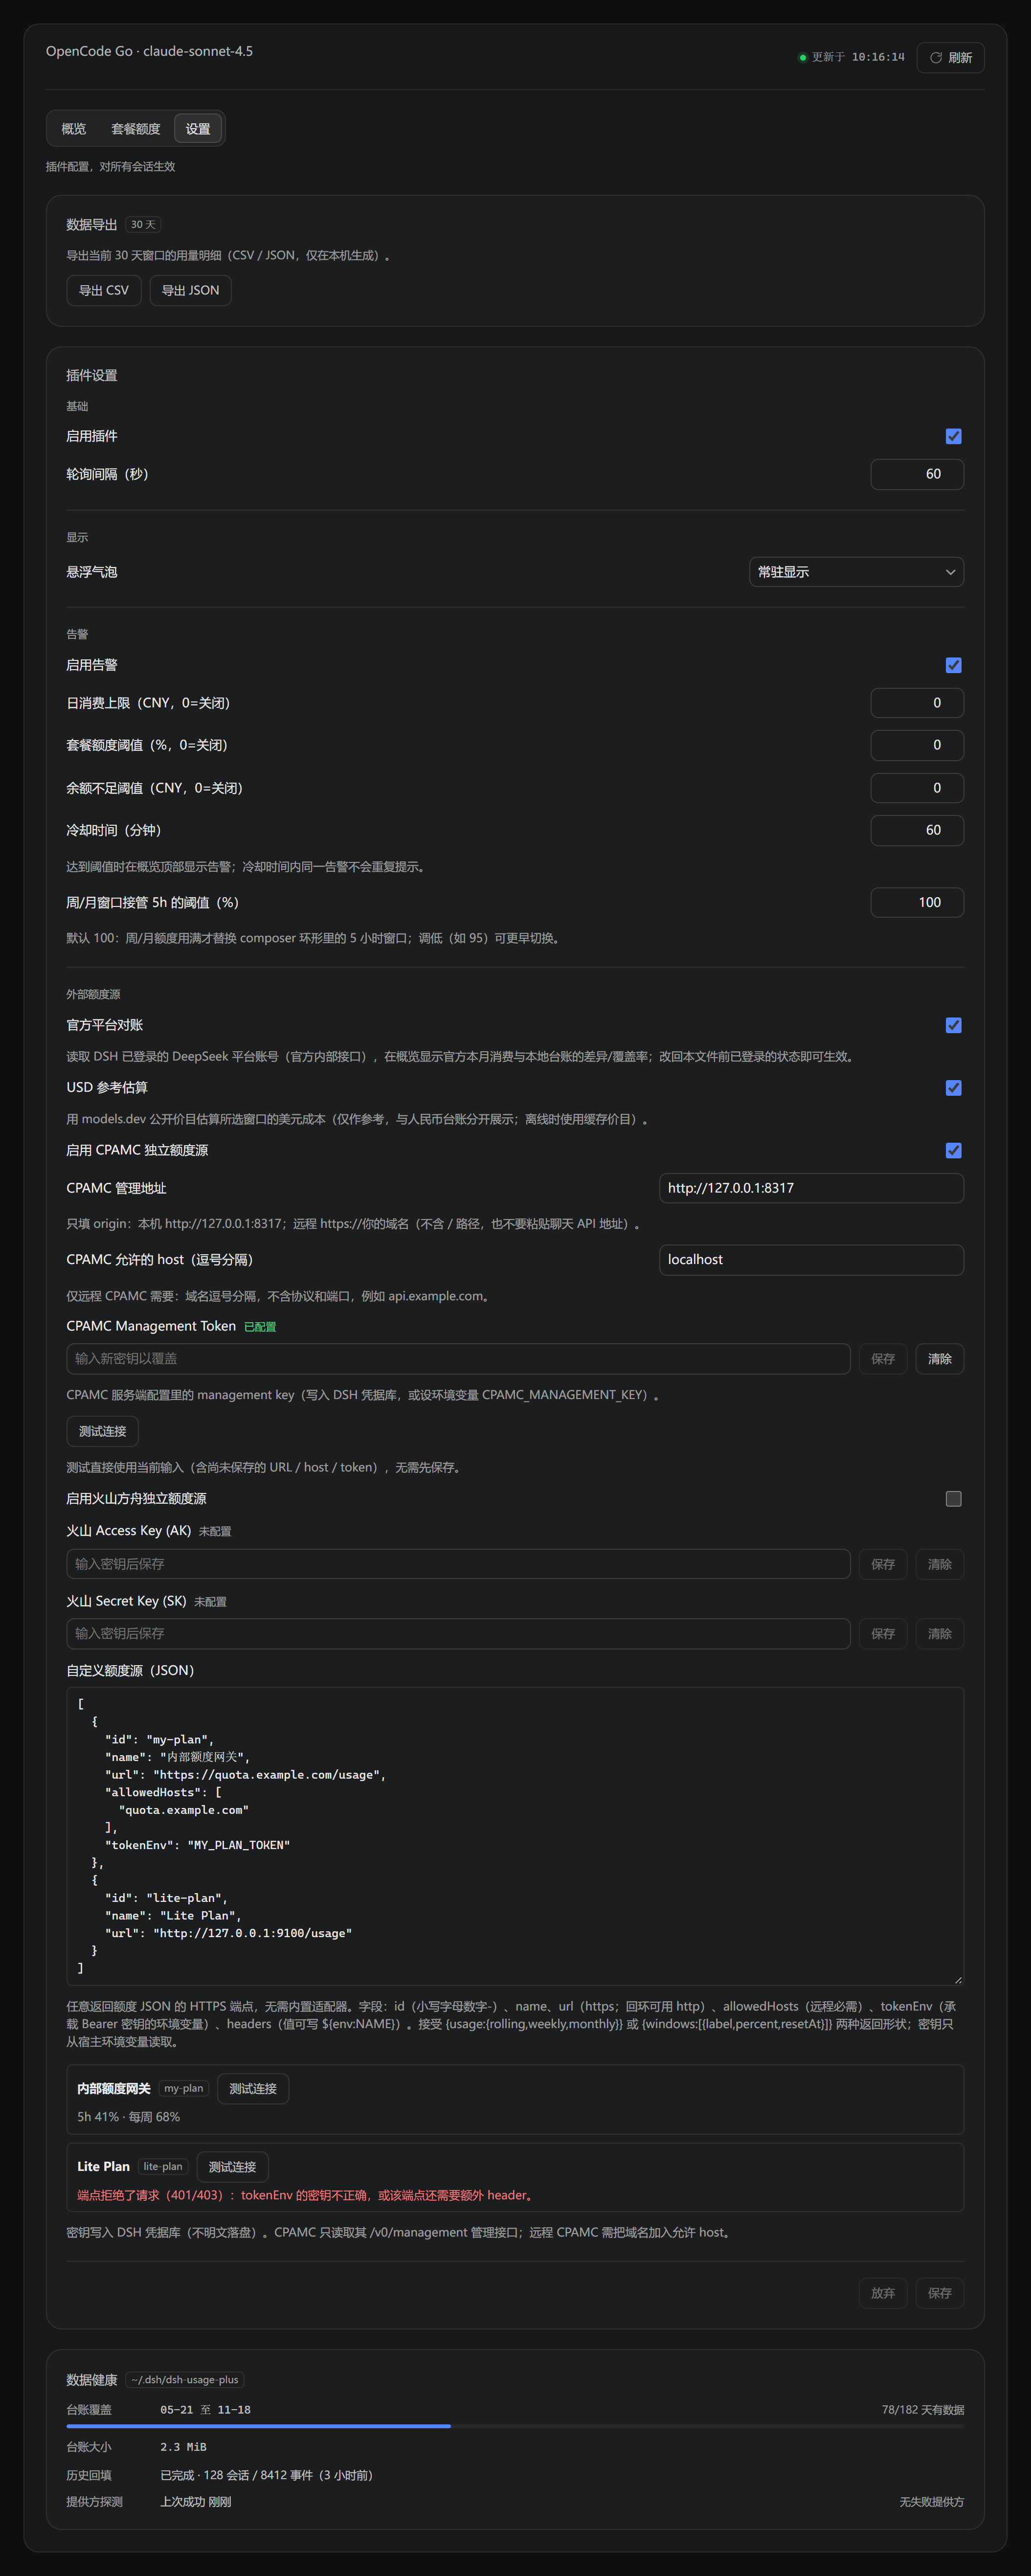 OpenCode Go · claude-sonnet-4.5
更新于 10:16:14
刷新
概览 套餐额度 设置
插件配置，对所有会话生效
数据导出 30 天
导出当前 30 天窗口的用量明细（CSV / JSON，仅在本机生成）。
导出 CSV 导出 JSON
插件设置
基础
启用插件
轮询间隔（秒） 60
显示
悬浮气泡 常驻显示
告警
启用告警
日消费上限（CNY，0=关闭） 0
套餐额度阈值（%，0=关闭） 0
余额不足阈值（CNY，0=关闭） 0
冷却时间（分钟） 60
达到阈值时在概览顶部显示告警；冷却时间内同一告警不会重复提示。
周/月窗口接管 5h 的阈值（%） 100
默认 100：周/月额度用满才替换 composer 环形里的 5 小时窗口；调低（如 95）可更早切换。
外部额度源
官方平台对账
读取 DSH 已登录的 DeepSeek 平台账号（官方内部接口），在概览显示官方本月消费与本地台账的差异/覆盖率；改回本文件前已登录的状态即可生效。
USD 参考估算
用 models.dev 公开价目估算所选窗口的美元成本（仅作参考，与人民币台账分开展示；离线时使用缓存价目）。
启用 CPAMC 独立额度源
CPAMC 管理地址 http://127.0.0.1:8317
只填 origin：本机 http://127.0.0.1:8317；远程 https://你的域名（不含 / 路径，也不要粘贴聊天 API 地址）。
CPAMC 允许的 host（逗号分隔） localhost
仅远程 CPAMC 需要：域名逗号分隔，不含协议和端口，例如 api.example.com。
CPAMC Management Token 已配置
输入新密钥以覆盖 保存 清除
CPAMC 服务端配置里的 management key（写入 DSH 凭据库，或设环境变量 CPAMC_MANAGEMENT_KEY）。
测试连接
测试直接使用当前输入（含尚未保存的 URL / host / token），无需先保存。
启用火山方舟独立额度源
火山 Access Key (AK) 未配置
输入密钥后保存 保存 清除
火山 Secret Key (SK) 未配置
输入密钥后保存 保存 清除
自定义额度源（JSON）
[
  {
    "id": "my-plan",
    "name": "内部额度网关",
    "url": "https://quota.example.com/usage",
    "allowedHosts": [
      "quota.example.com"
    ],
    "tokenEnv": "MY_PLAN_TOKEN"
  },
  {
    "id": "lite-plan",
    "name": "Lite Plan",
    "url": "http://127.0.0.1:9100/usage"
  }
]
任意返回额度 JSON 的 HTTPS 端点，无需内置适配器。字段：id（小写字母数字-）、name、url（https；回环可用 http）、allowedHosts（远程必需）、tokenEnv（承
载 Bearer 密钥的环境变量）、headers（值可写 ${env:NAME}）。接受 {usage:{rolling,weekly,monthly}} 或 {windows:[{label,percent,resetAt}]} 两种返回形状；密钥只
从宿主环境变量读取。
内部额度网关 my-plan 测试连接
5h 41% · 每周 68%
Lite Plan lite-plan 测试连接
端点拒绝了请求（401/403）：tokenEnv 的密钥不正确，或该端点还需要额外 header。
密钥写入 DSH 凭据库（不明文落盘）。CPAMC 只读取其 /v0/management 管理接口；远程 CPAMC 需把域名加入允许 host。
放弃 保存
数据健康 ~/.dsh/dsh-usage-plus
台账覆盖 05-21 至 11-18 78/182 天有数据
台账大小 2.3 MiB
历史回填 已完成 · 128 会话 / 8412 事件（3 小时前）
提供方探测 上次成功 刚刚 无失败提供方